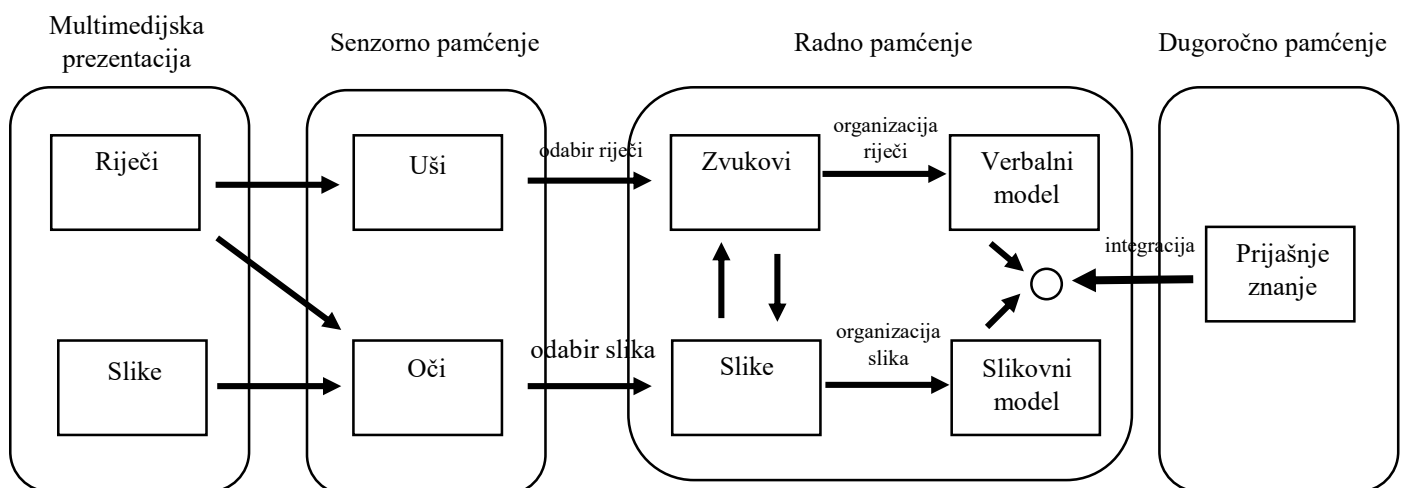 Multimedijska
prezentacija
Senzorno pamćenje
Radno pamćenje
Dugoročno pamćenje
Riječi
Uši
odabir riječi
Zvukovi
organizacija
riječi
Verbalni
model
integracija
Prijašnje
znanje
Slike
Oči
odabir slika
Slike
organizacija
slika
Slikovni
model